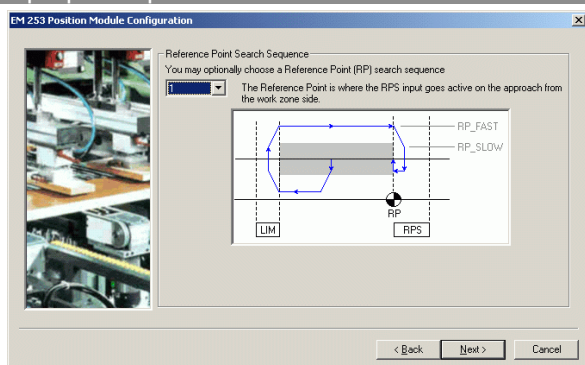 EM 253 Position Module Configuration
Reference Point Search Sequence
You may optionally choose a Reference Point (RP) search sequence
1
The Reference Point is where the RPS input goes active on the approach from
the work zone side.
RP_FAST
RP_SLOW
RP
LIM
RPS
< Back
Next >
Cancel